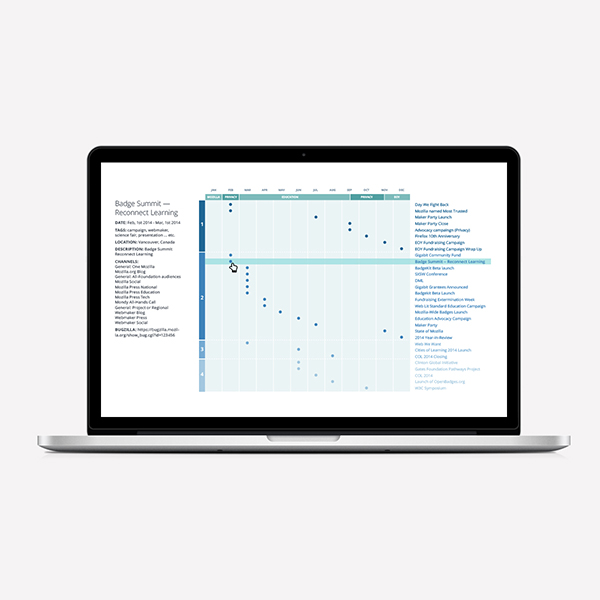 JAN FEB MAR APR MAY JUN JUL AUG SEP OCT NOV DEC
PRIVACY EDUCATION PRIVACY EOY
Badge Summit —
Reconnect Learning
DATE: Feb, 1st 2014 - Mar, 1st 2014
TAGS: campaign, webmaker,
science fair, presentation ... etc.
LOCATION: Vancouver, Canada
DESCRIPTION: Badge Summit
Reconnect Learning
CHANNELS:
General: One Mozilla
Mozilla.org Blog
General: All-Foundation audiences
Mozilla Social
Mozilla Press National
Mozilla Press Education
Mozilla Press Tech
Mondy All-Hands Call
General: Project or Regional
Webmaker Blog
Webmaker Press
Webmaker Social
BUGZILLA: https://bugzilla.mozil-
la.org/show_bug.cgi?id=123456
1
2
3
4
Day We Fight Back
Mozilla named Most Trusted
Maker Party Launch
Maker Party Close
Advocacy campaigns (Privacy)
Firefox 10th Anniversary
EOY Fundraising Campaign
EOY Fundraising Campaign Wrap Up
Gigabit Community Fund
Badge Summit – Reconnect Learning
BadgeKit Beta launch
SXSW Conference
DML
Gigabit Grantees Announced
BadgeKit Beta Launch
Fundraising Extermination Week
Web Lit Standard Education Campaign
Mozilla-Wide Badges Launch
Education Advocacy Campaign
Maker Party
State of Mozilla
2014 Year-In-Review
Web We Want
Cities of Learning 2014 Launch
COL 2014 Closing
Clinton Global Initiative
Gates Foundation Pathways Project
COL 2014
Launch of OpenBadges.org
W3C Symposium